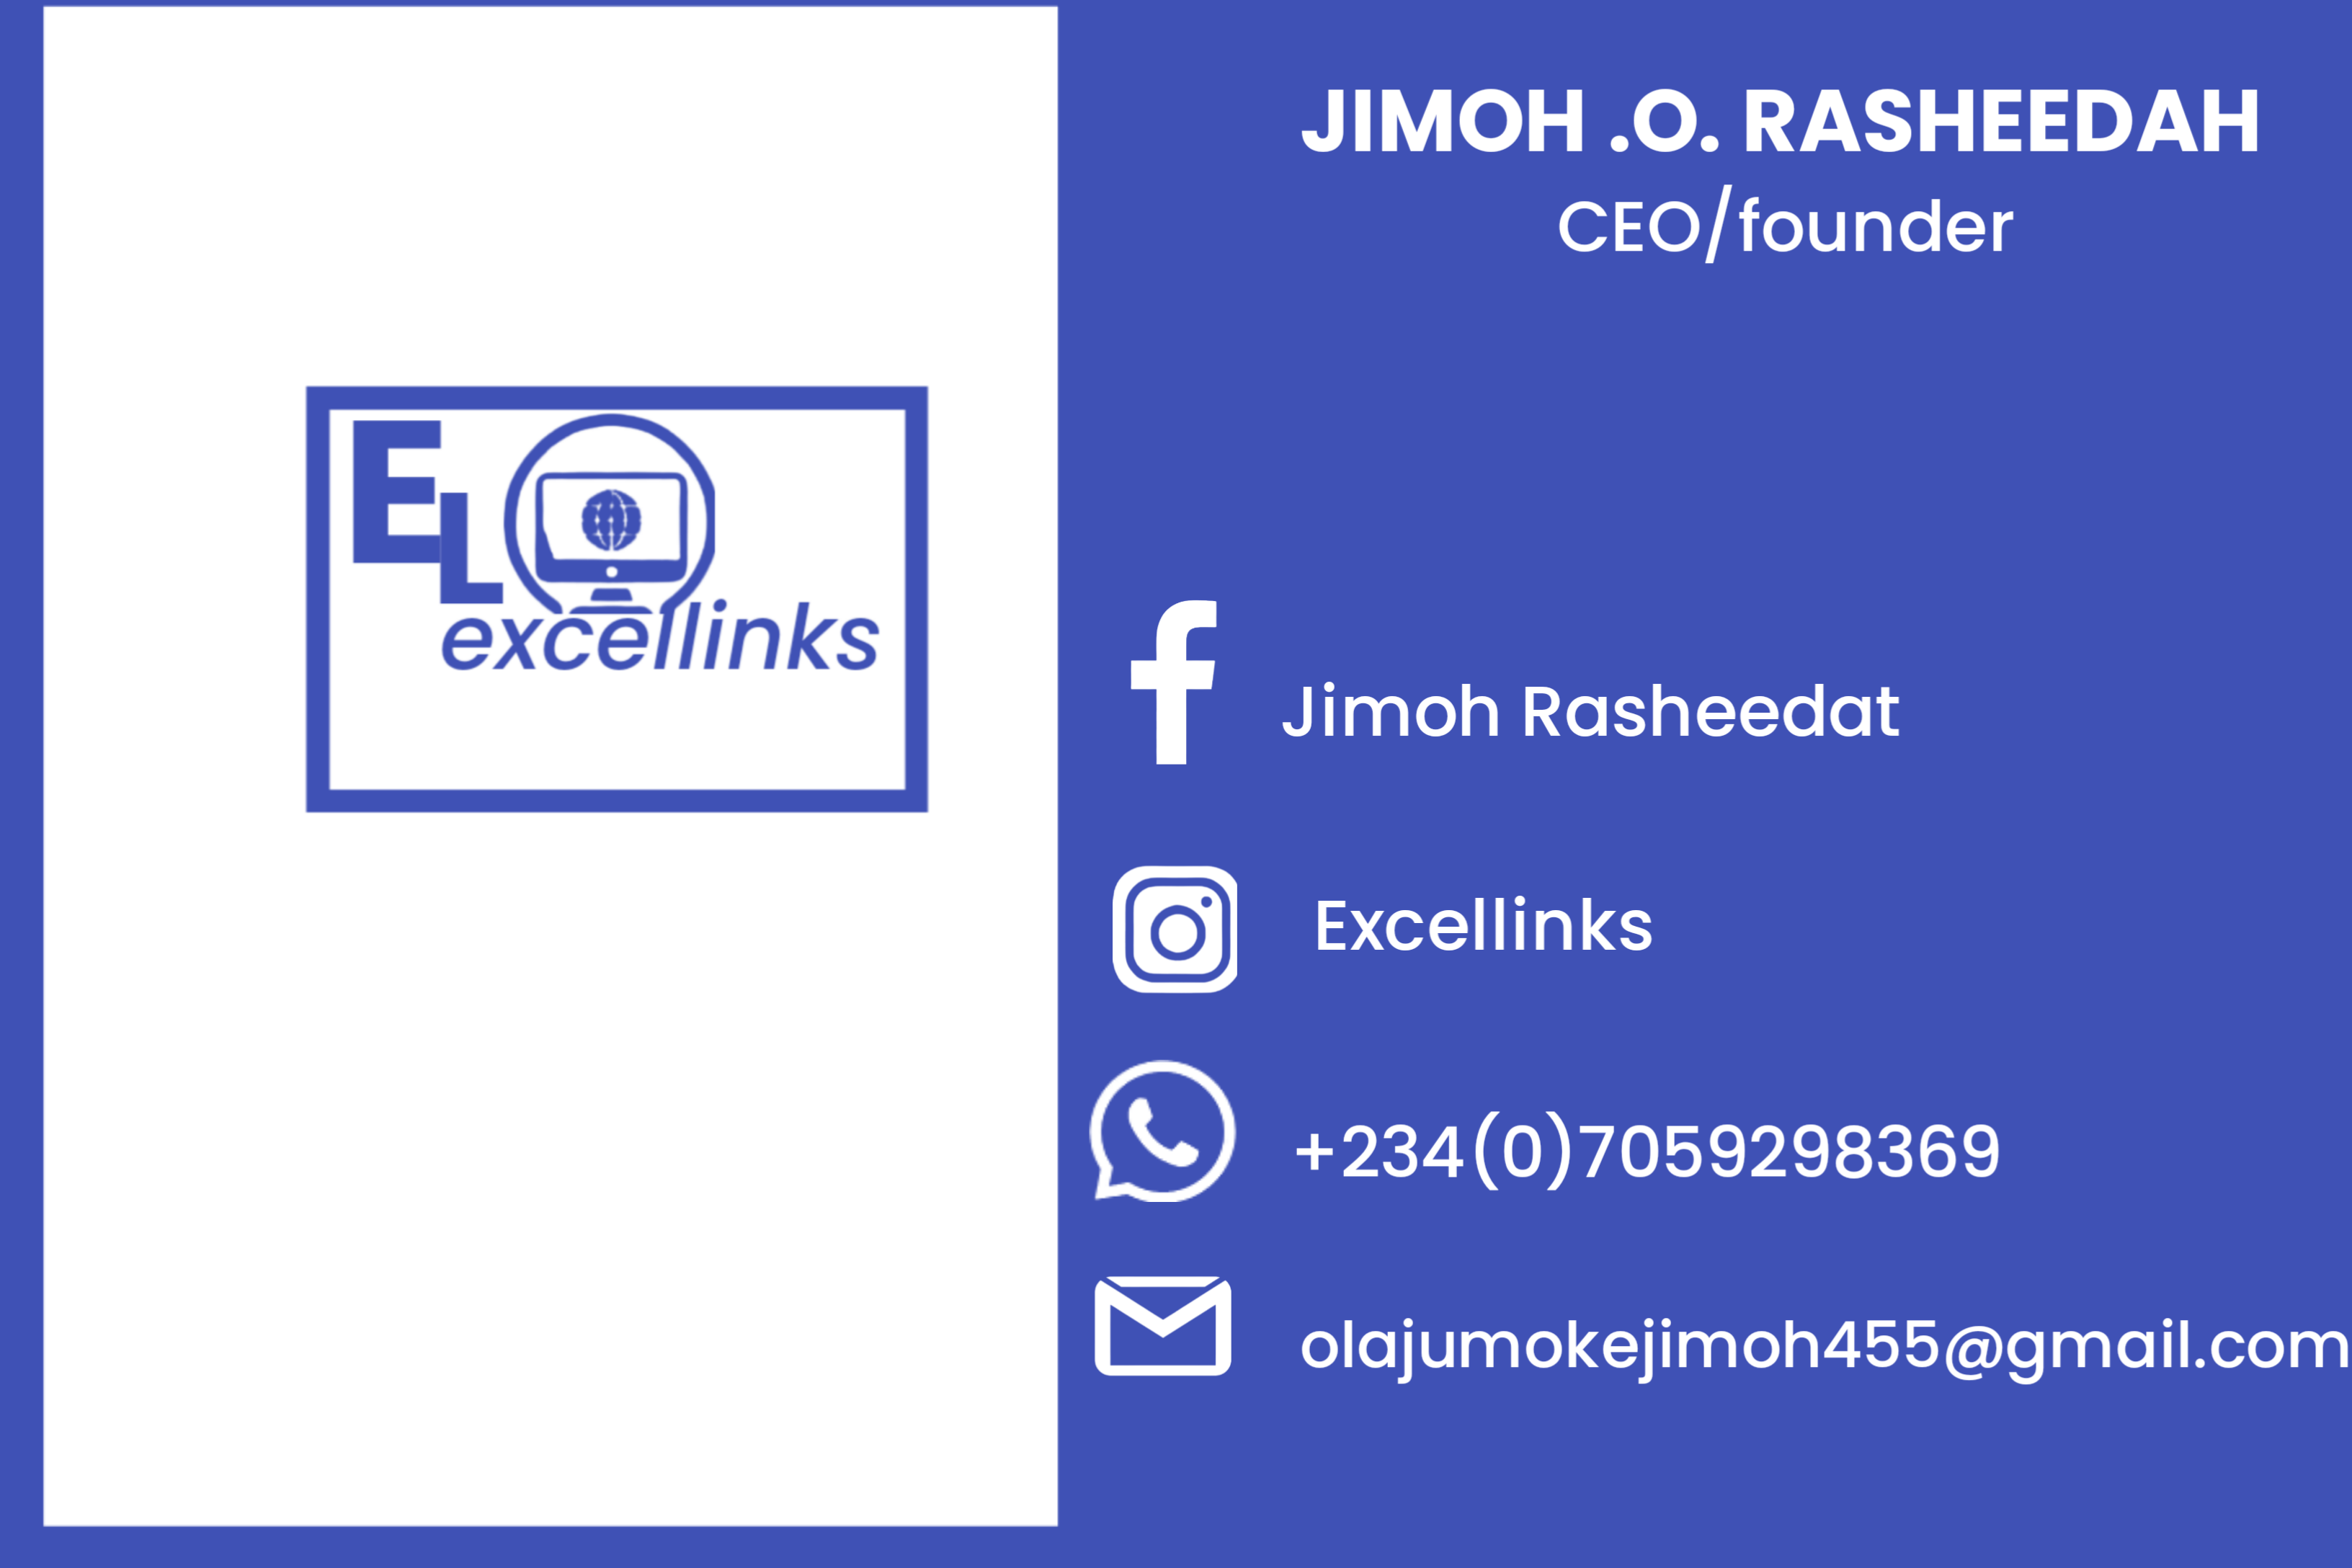 EL
excellinks
JIMOH .O. RASHEEDAH
CEO/founder
Jimoh Rasheedat
Excellinks
+234(0)7059298369
olajumokejimoh455@gmail.com